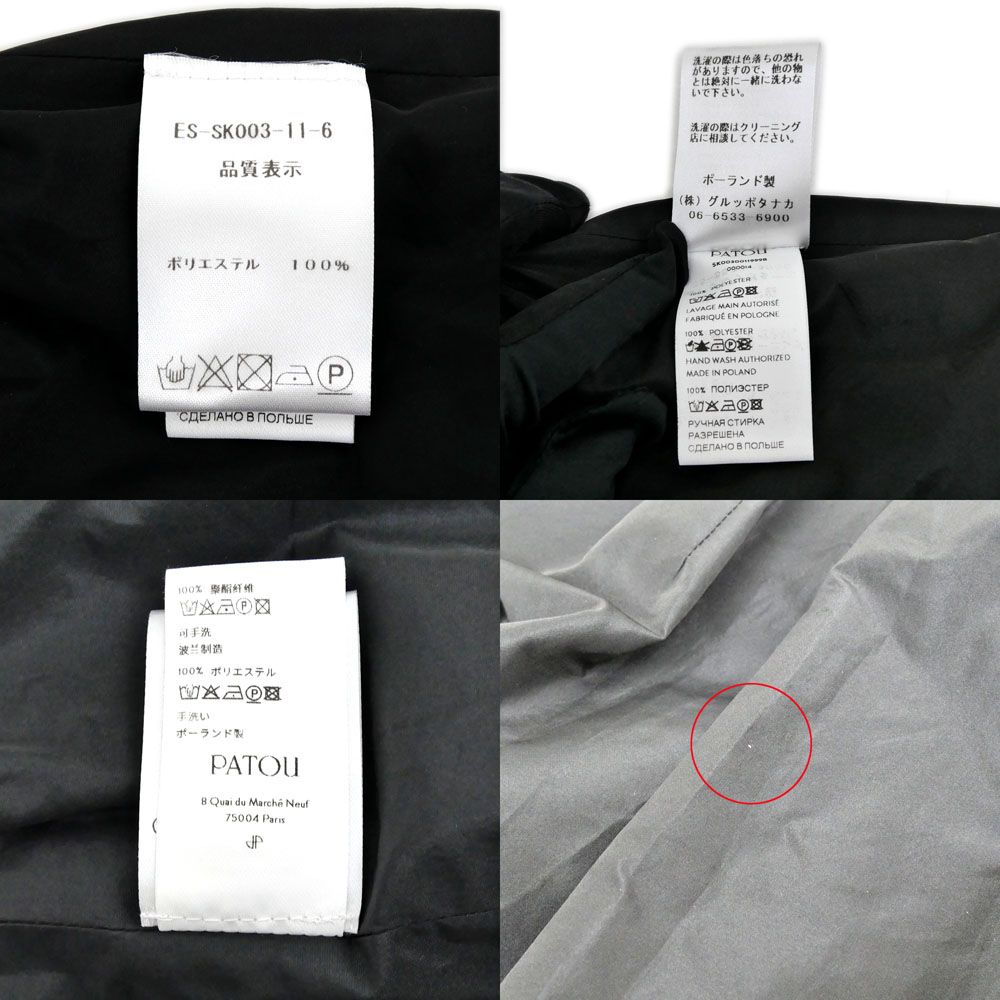 ES-SK003-11-6
品質表示
ポリエステル 100%
P
СДЕЛАНО В ПОЛЬШЕ
洗濯の際は色落ちの恐れ
がありますので、他の物
とは絶対に一緒に洗わな
いで下さい。
洗濯の際はクリーニング
店に相談してください。
ポーランド製
(株) グルッポタナカ
06-6533-6900
PATOU
SK0030011999B
000014
100% POLYESTER
LAVAGE MAIN AUTORISÉ
FABRIQUÉ EN POLOGNE
100% POLYESTER
HAND WASH AUTHORIZED
MADE IN POLAND
100% ПОЛИЭСТЕР
РУЧНАЯ СТИРКА
РАЗРЕШЕНА
СДЕЛАНО В ПОЛЬШЕ
100% 聚酯纤维
可手洗
波兰制造
100% ポリエステル
手洗い
ポーランド製
PATOU
8 Quai du Marché Neuf
75004 Paris